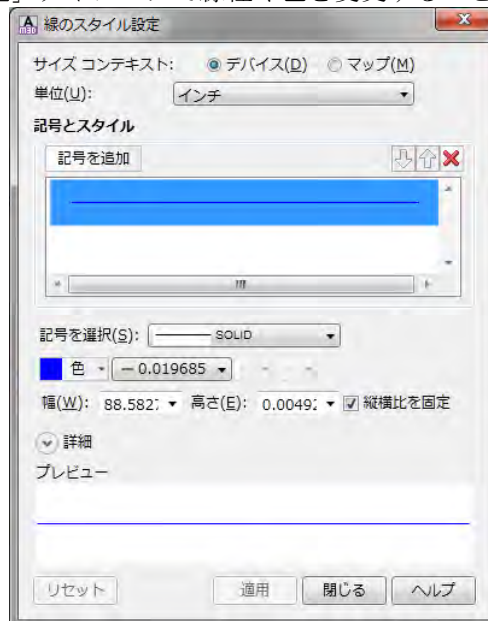 線のスタイル設定
サイズ コンテキスト: デバイス(D) マップ(M)
単位(U): インチ
記号とスタイル
記号を追加
記号を選択(S): SOLID
色 0.019685
幅(W): 88.582 高さ(E): 0.0049 縦横比を固定
詳細
プレビュー
リセット 適用 閉じる ヘルプ